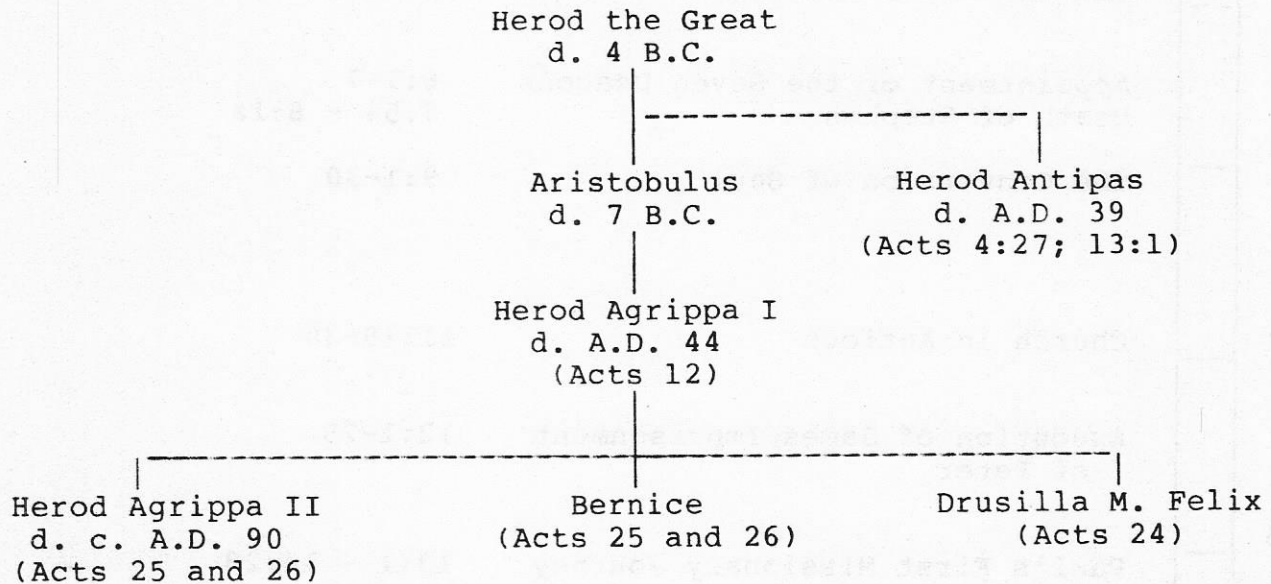 Herod the Great
d. 4 B.C.
Aristobulus
d. 7 B.C.
Herod Antipas
d. A.D. 39
(Acts 4:27; 13:1)
Herod Agrippa I
d. A.D. 44
(Acts 12)
Herod Agrippa II
d. c. A.D. 90
(Acts 25 and 26)
Bernice
(Acts 25 and 26)
Drusilla M. Felix
(Acts 24)